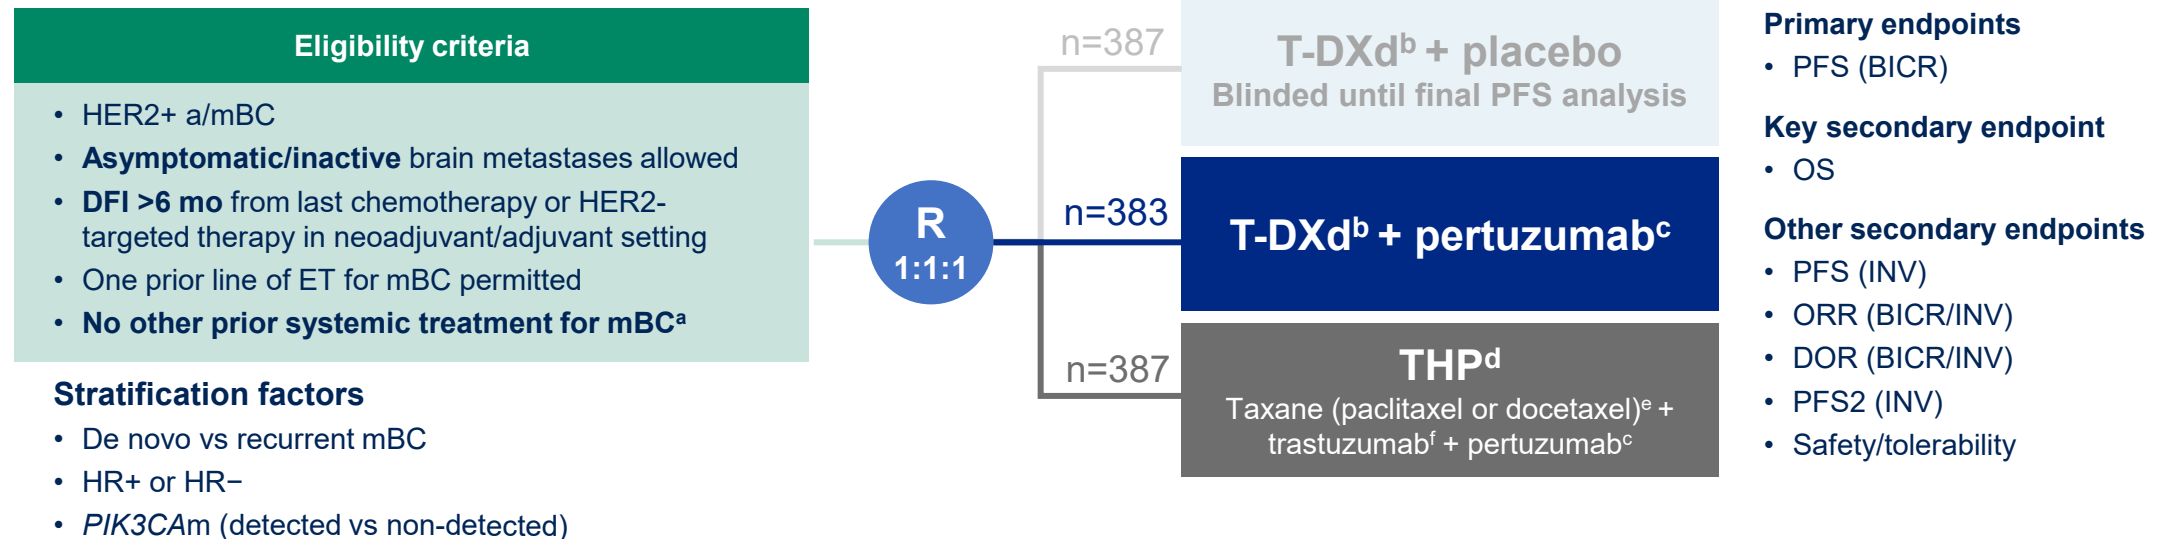 Eligibility criteria
• HER2+ a/mBC
• Asymptomatic/inactive brain metastases allowed
• DFI >6 mo from last chemotherapy or HER2-
targeted therapy in neoadjuvant/adjuvant setting
• One prior line of ET for mBC permitted
• No other prior systemic treatment for mBCᵃ
Stratification factors
• De novo vs recurrent mBC
• HR+ or HR−
• PIK3CAm (detected vs non-detected)
R
1:1:1
n=387
T-DXdᵇ + placebo
Blinded until final PFS analysis
n=383
T-DXdᵇ + pertuzumabᶜ
n=387
THPᵈ
Taxane (paclitaxel or docetaxel)ᵉ +
trastuzumabᶠ + pertuzumabᶜ
Primary endpoints
• PFS (BICR)
Key secondary endpoint
• OS
Other secondary endpoints
• PFS (INV)
• ORR (BICR/INV)
• DOR (BICR/INV)
• PFS2 (INV)
• Safety/tolerability